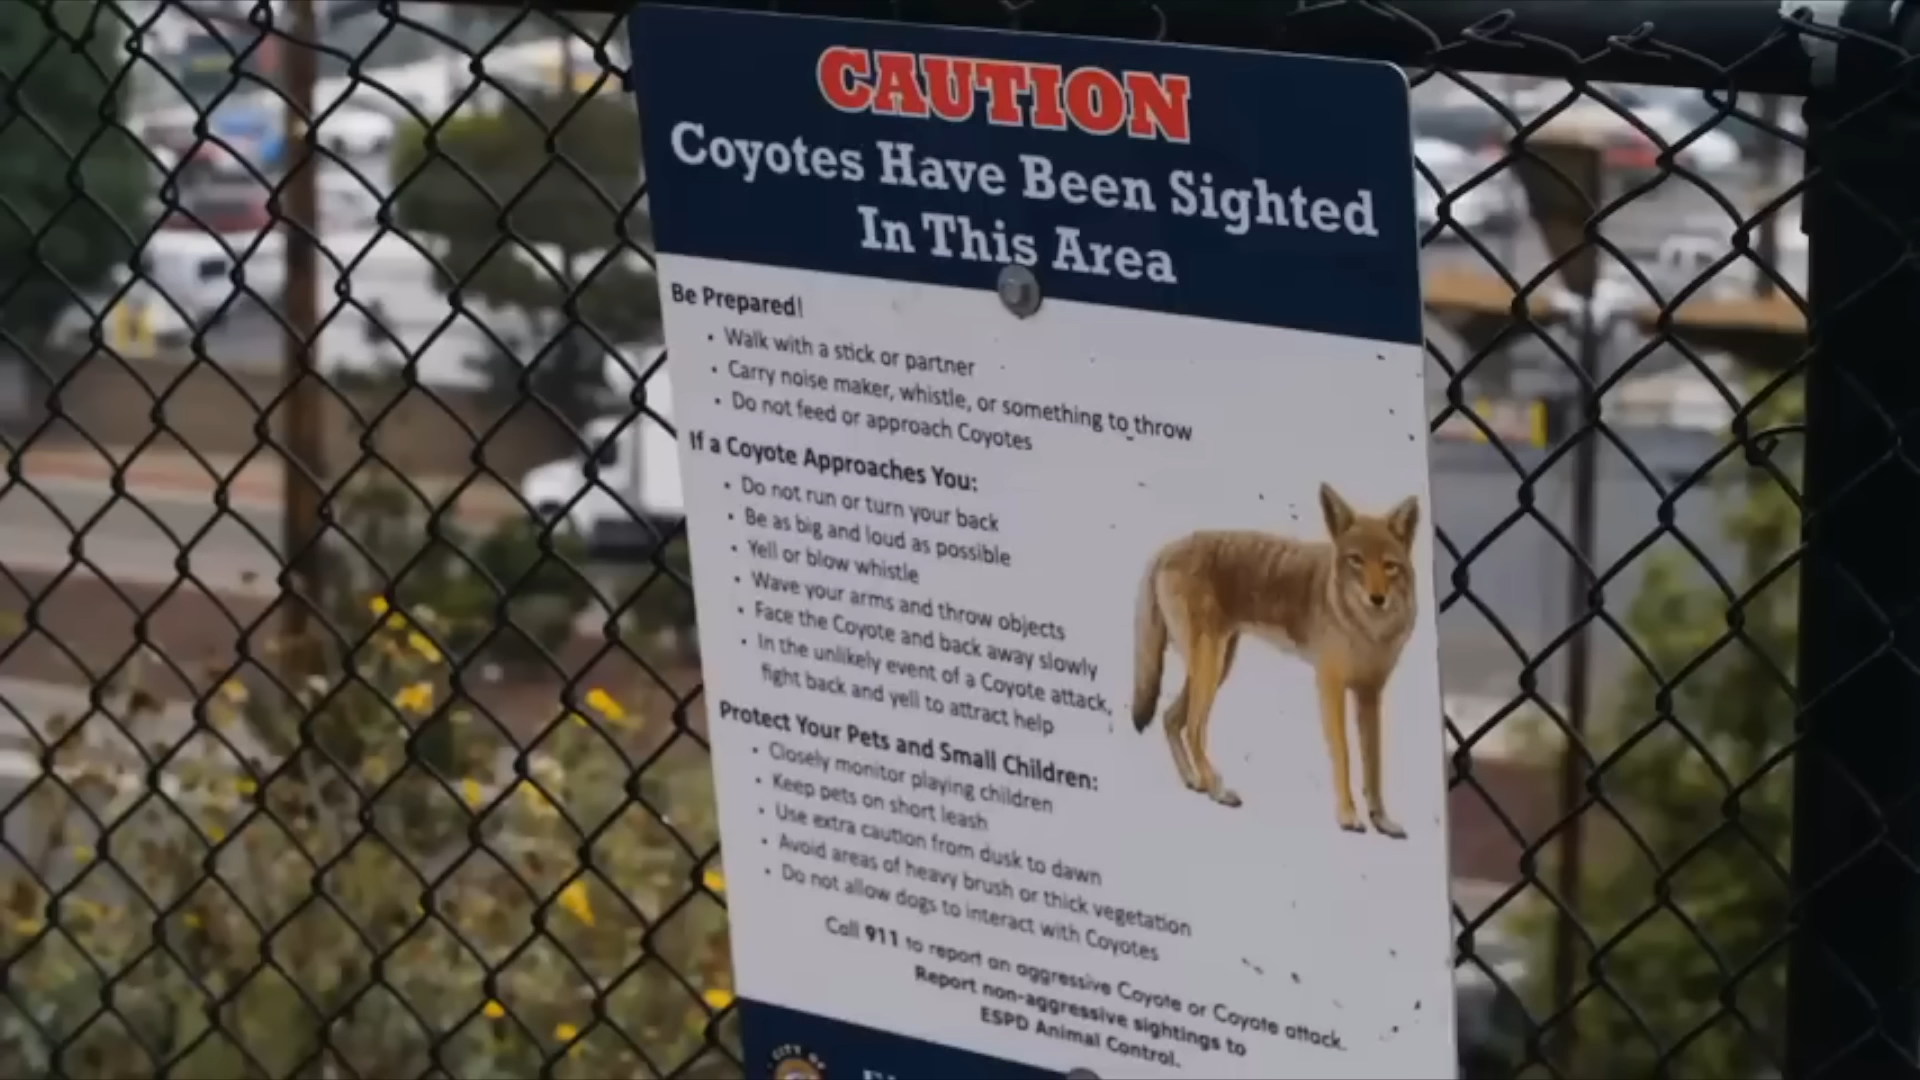 CAUTION
Coyotes Have Been Sighted
In This Area
Be Prepared!
• Walk with a stick or partner
• Carry noise maker, whistle, or something to throw
• Do not feed or approach Coyotes
If a Coyote Approaches You:
• Do not run or turn your back
• Be as big and loud as possible
• Yell or blow whistle
• Wave your arms and throw objects
• Face the Coyote and back away slowly
• In the unlikely event of a Coyote attack,
fight back and yell to attract help
Protect Your Pets and Small Children:
• Closely monitor playing children
• Keep pets on short leash
• Use extra caution from dusk to dawn
• Avoid areas of heavy brush or thick vegetation
• Do not allow dogs to interact with Coyotes
Call 911 to report an aggressive Coyote or Coyote attack.
Report non-aggressive sightings to
ESPD Animal Control.
CITY